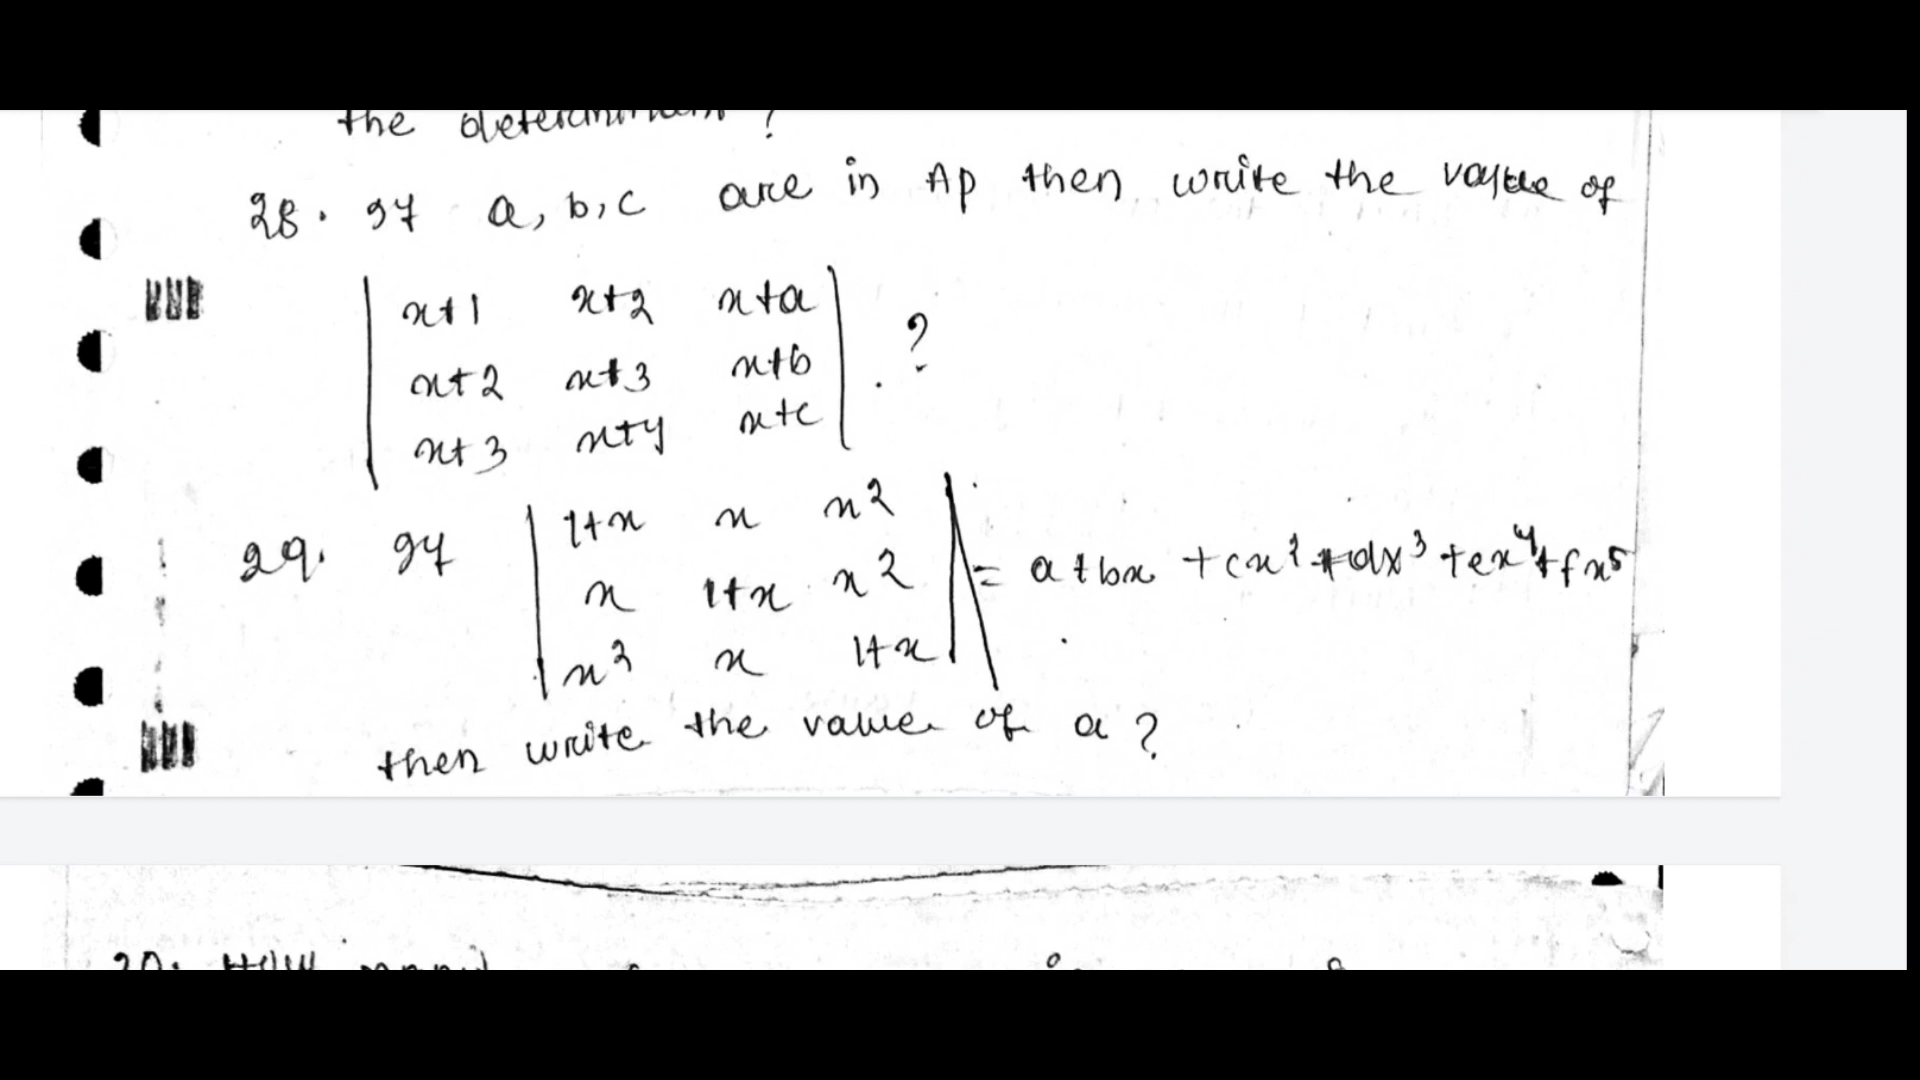 the determinant ?
28. If a, b, c are in AP then write the value of
| x+1 x+2 x+a |
| x+2 x+3 x+b | . ?
| x+3 x+4 x+c |
29. If | 1+x x x² |
| x 1+x x² | = a+bx+cx²+dx³+ex⁴+fx⁵
| x² x 1+x |
then write the value of a ?